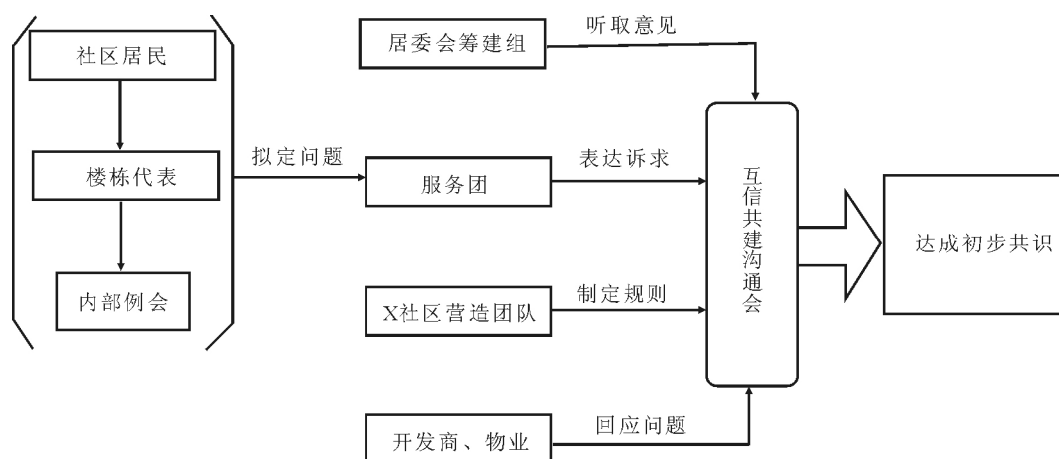 社区居民
楼栋代表
内部例会
拟定问题
居委会筹建组
听取意见
服务团
表达诉求
X社区营造团队
制定规则
开发商、物业
回应问题
互信共建沟通会
达成初步共识